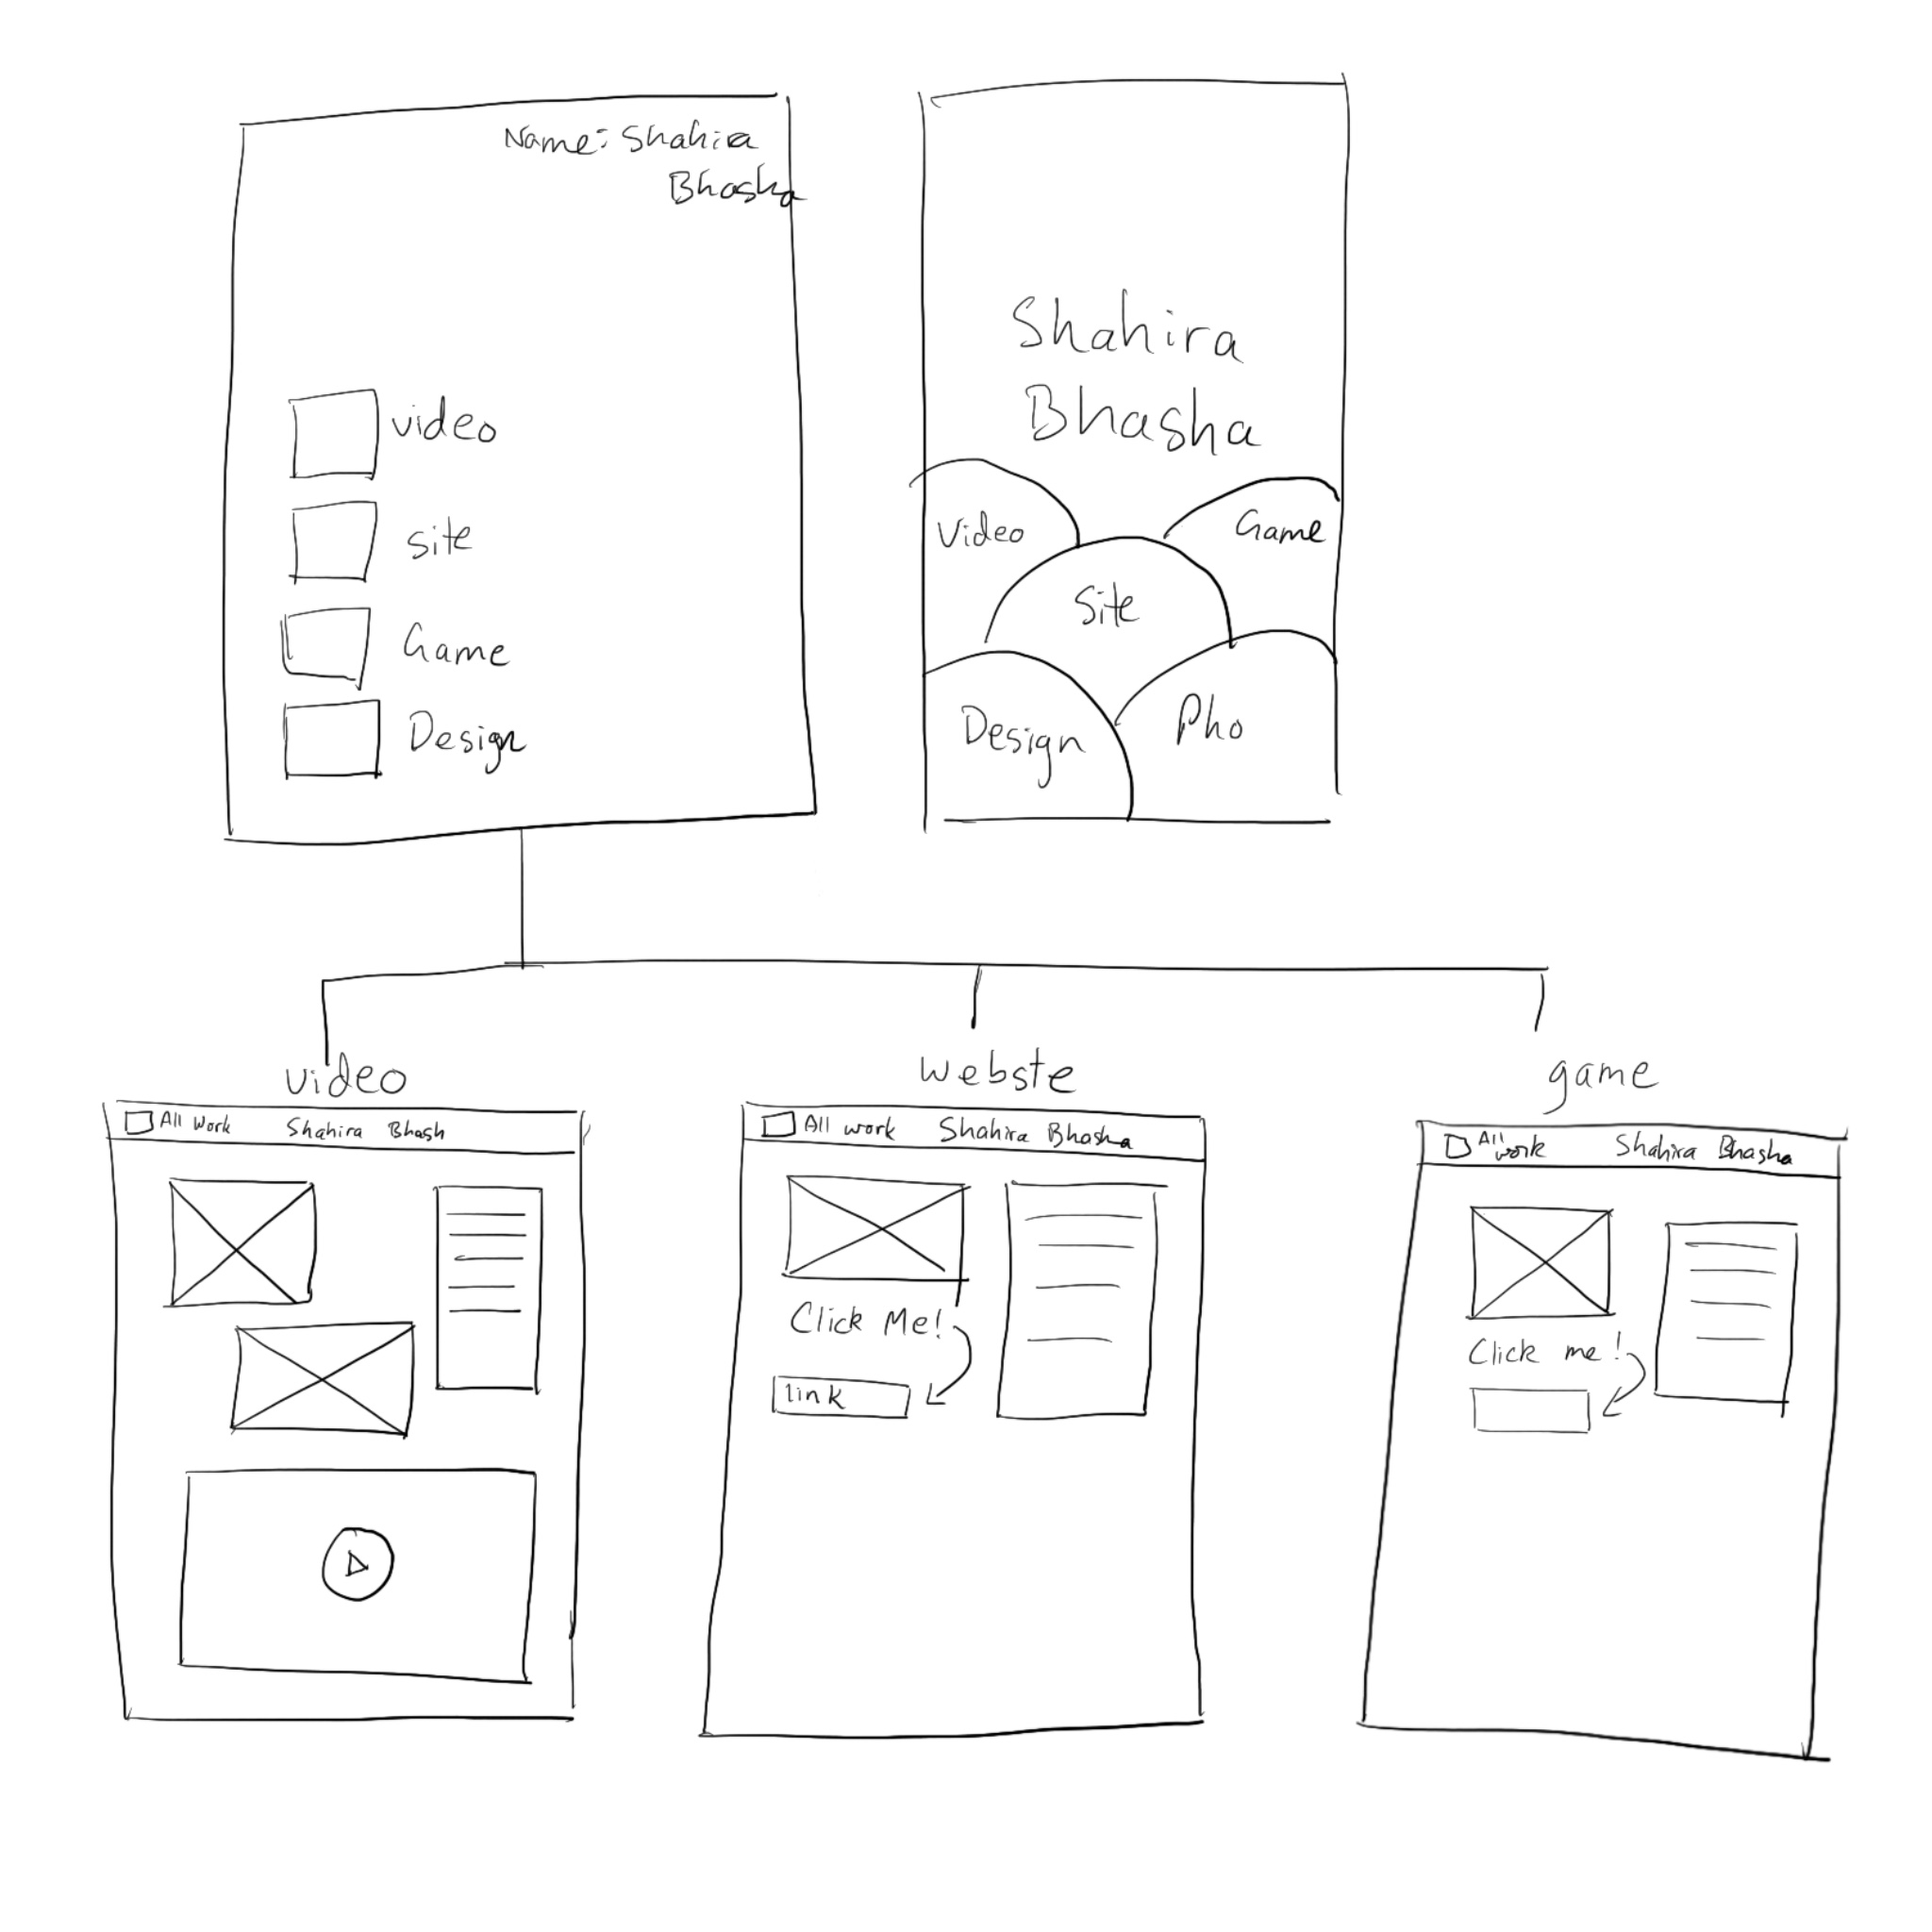 Name: Shahira
Bhasha
video
site
Game
Design
Shahira
Bhasha
Video
Game
Site
Design
Pho
video
All Work Shahira Bhash
webste
All work Shahira Bhasha
Click Me!
link
game
All work Shahira Bhasha
Click me!